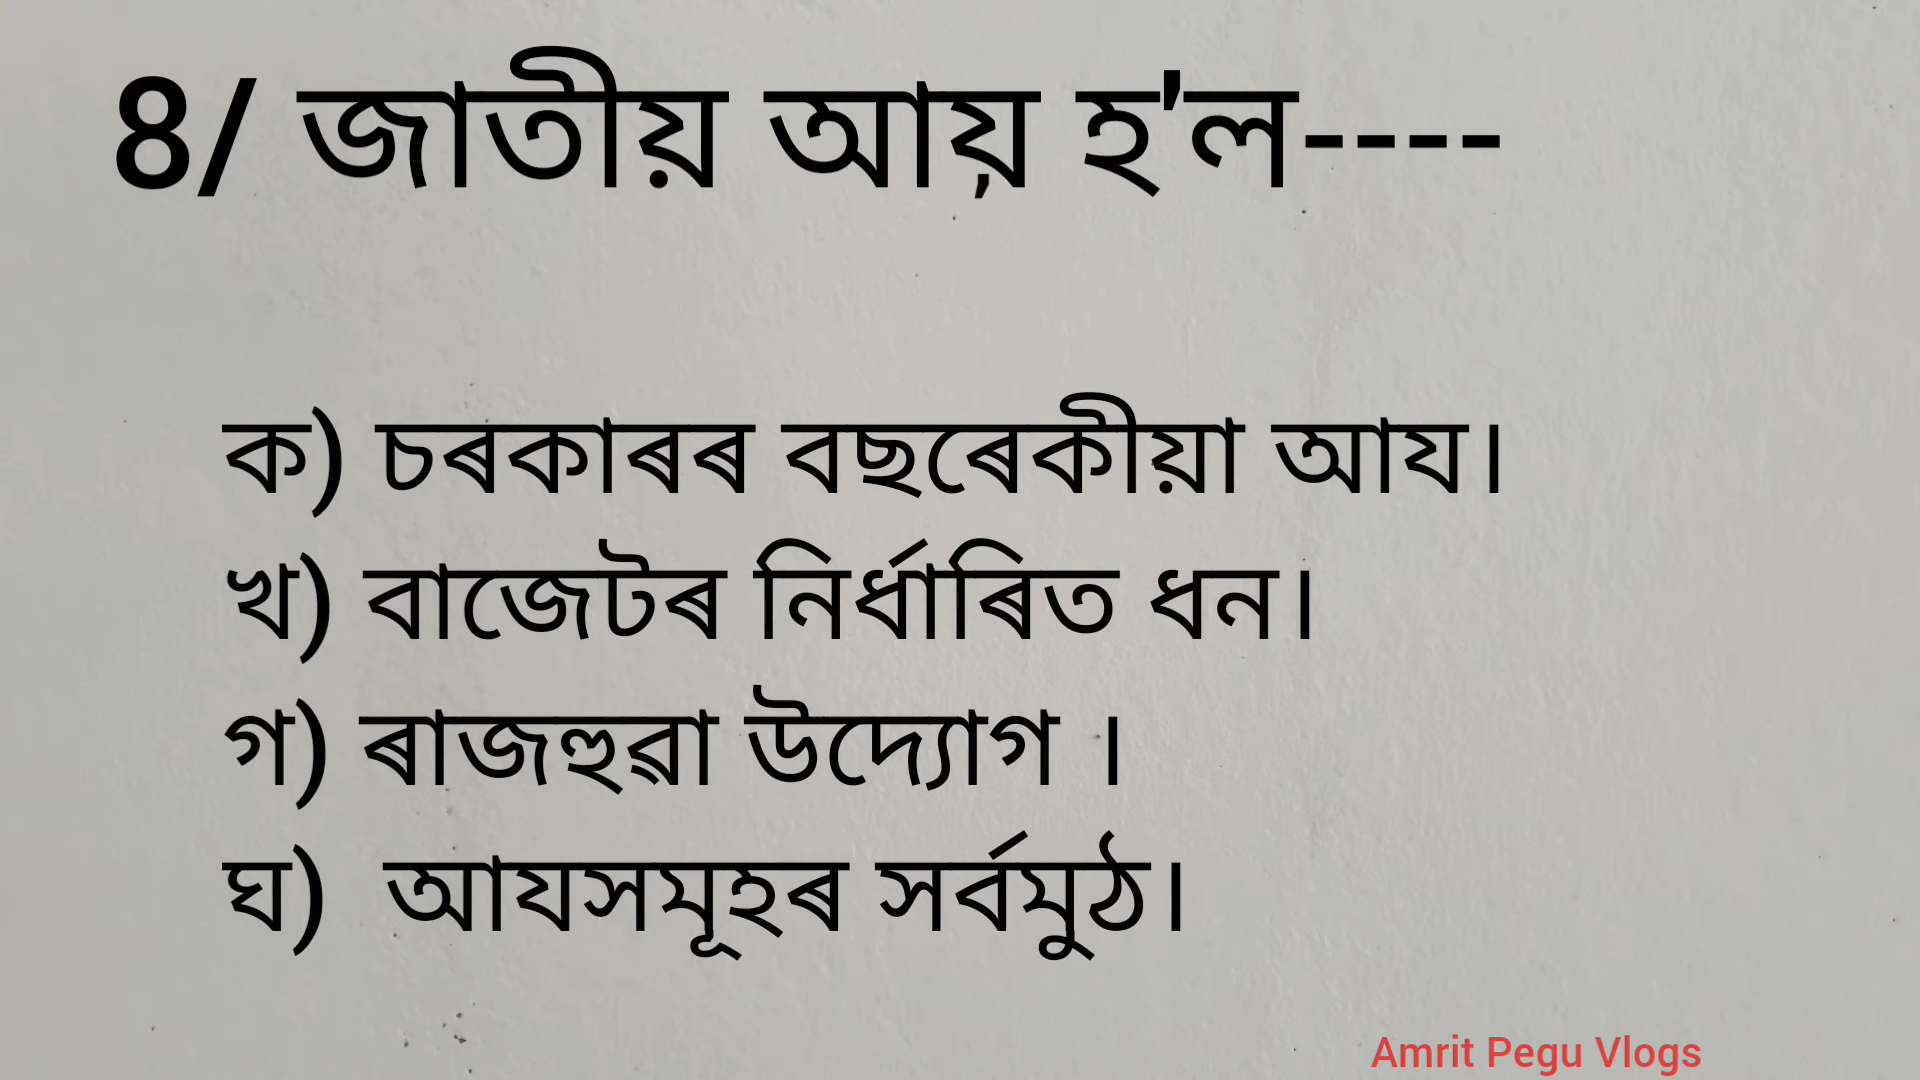 8/ জাতীয় আয়, হ'ল----
ক) চৰকাৰৰ বছৰেকীয়া আয।
খ) বাজেটৰ নিৰ্ধাৰিত ধন।
গ) ৰাজহুৱা উদ্যোগ ।
ঘ) আযসমূহৰ সৰ্বমুঠ।
Amrit Pegu Vlogs